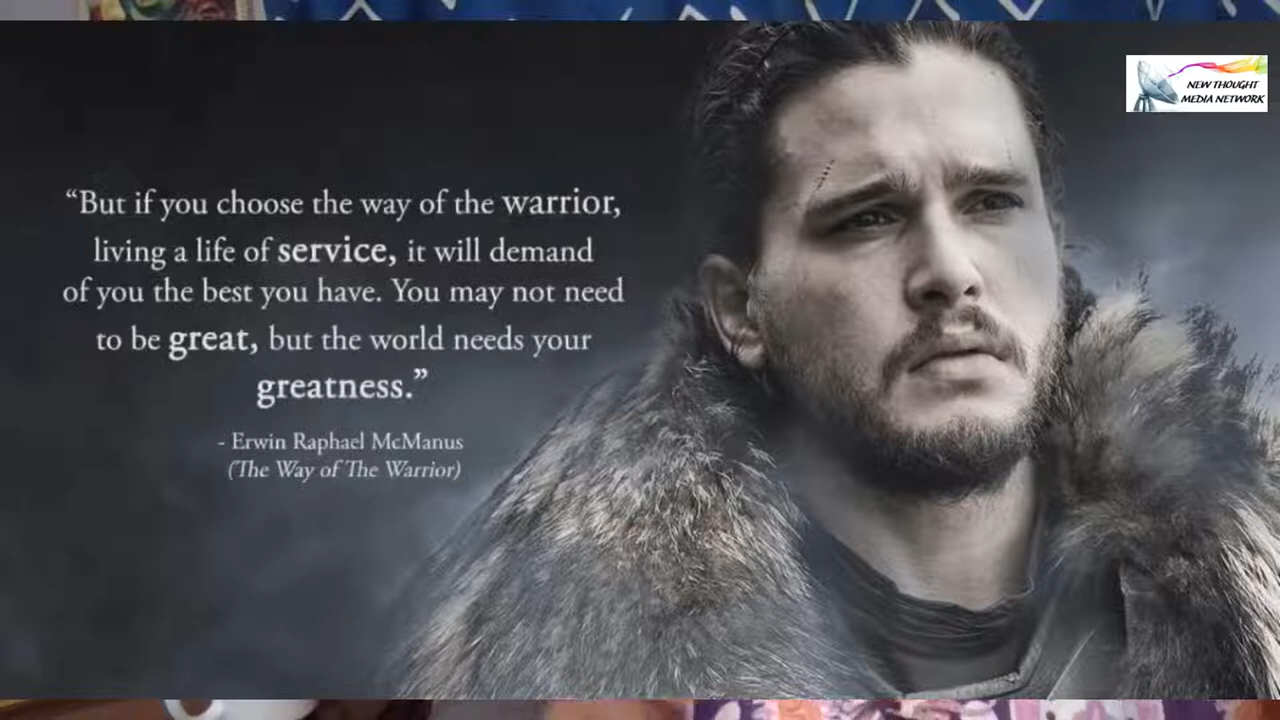 “But if you choose the way of the warrior,
living a life of service, it will demand
of you the best you have. You may not need
to be great, but the world needs your
greatness.”
- Erwin Raphael McManus
(The Way of The Warrior)
NEW THOUGHT
MEDIA NETWORK